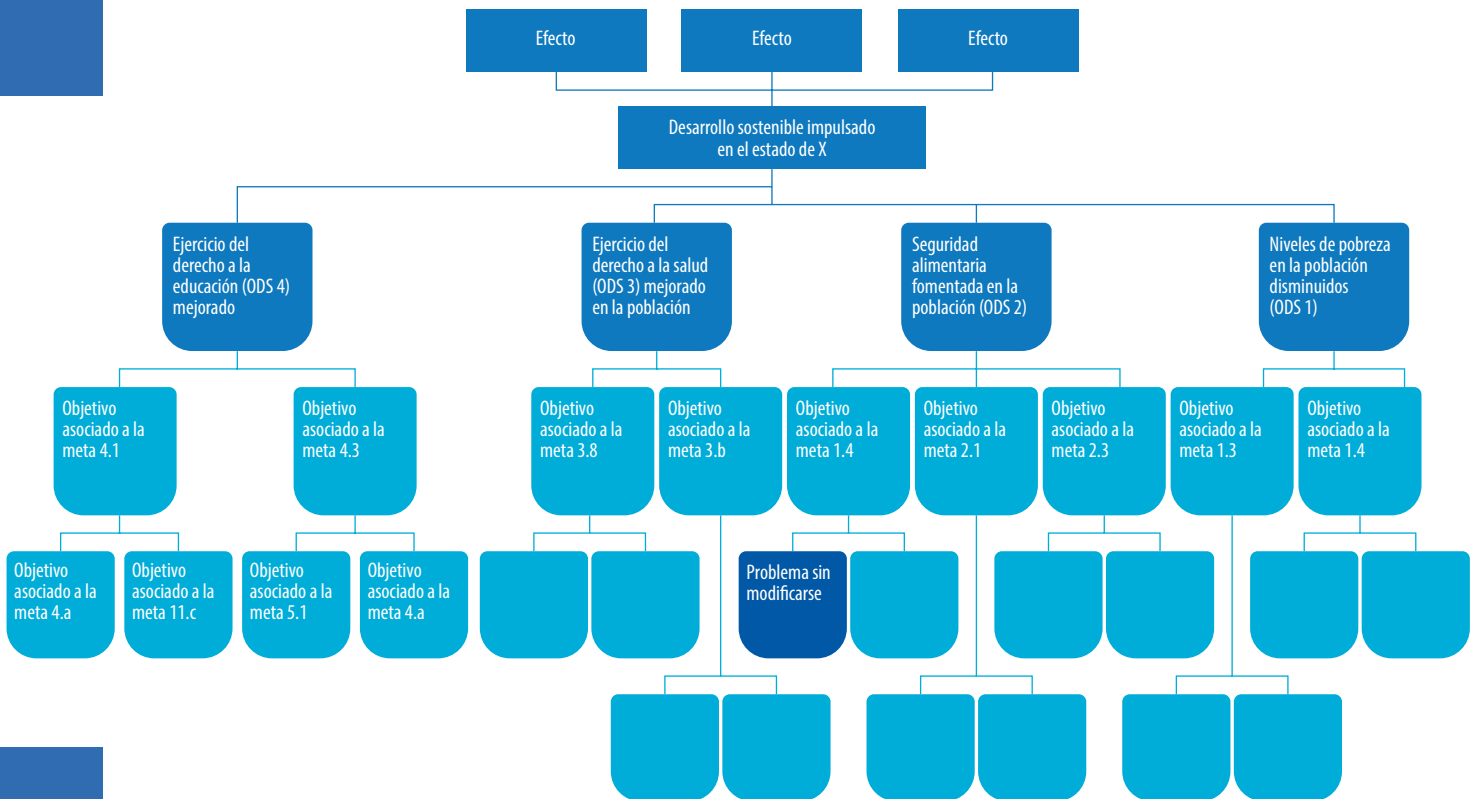 Efecto
Efecto
Efecto
Desarrollo sostenible impulsado
en el estado de X
Ejercicio del
derecho a la
educación (ODS 4)
mejorado
Ejercicio del
derecho a la salud
(ODS 3) mejorado
en la población
Seguridad
alimentaria
fomentada en la
población (ODS 2)
Niveles de pobreza
en la población
disminuidos
(ODS 1)
Objetivo
asociado a la
meta 4.1
Objetivo
asociado a la
meta 4.3
Objetivo
asociado a la
meta 3.8
Objetivo
asociado a la
meta 3.b
Objetivo
asociado a la
meta 1.4
Objetivo
asociado a la
meta 2.1
Objetivo
asociado a la
meta 2.3
Objetivo
asociado a la
meta 1.3
Objetivo
asociado a la
meta 1.4
Objetivo
asociado a la
meta 4.a
Objetivo
asociado a la
meta 11.c
Objetivo
asociado a la
meta 5.1
Objetivo
asociado a la
meta 4.a
Problema sin
modificarse